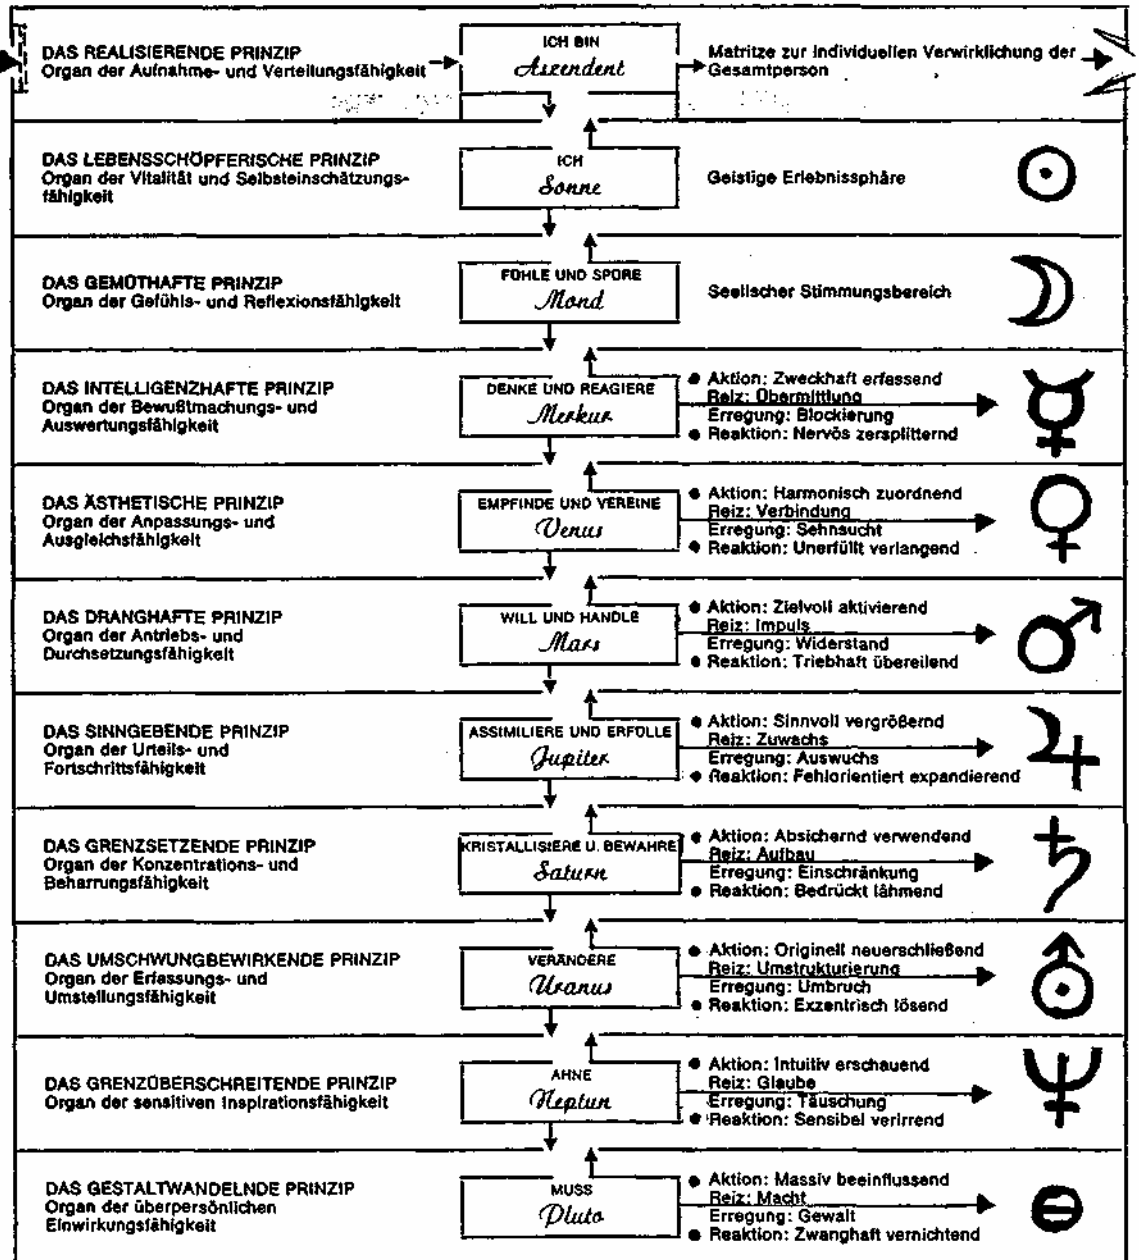 DAS REALISIERENDE PRINZIP
Organ der Aufnahme- und Verteilungsfähigkeit
ICH BIN
Aszendent
Matritze zur individuellen Verwirklichung der
Gesamtperson
DAS LEBENSSCHÖPFERISCHE PRINZIP
Organ der Vitalität und Selbsteinschätzungs-
fähigkeit
ICH
Sonne
Geistige Erlebnissphäre
DAS GEMÜTHAFTE PRINZIP
Organ der Gefühls- und Reflexionsfähigkeit
FÜHLE UND SPÜRE
Mond
Seelischer Stimmungsbereich
DAS INTELLIGENZHAFTE PRINZIP
Organ der Bewußtmachungs- und
Auswertungsfähigkeit
DENKE UND REAGIERE
Merkur
● Aktion: Zweckhaft erfassend
Reiz: Übermittlung
Erregung: Blockierung
● Reaktion: Nervös zersplitternd
DAS ÄSTHETISCHE PRINZIP
Organ der Anpassungs- und
Ausgleichsfähigkeit
EMPFINDE UND VEREINE
Venus
● Aktion: Harmonisch zuordnend
Reiz: Verbindung
Erregung: Sehnsucht
● Reaktion: Unerfüllt verlangend
DAS DRANGHAFTE PRINZIP
Organ der Antriebs- und
Durchsetzungsfähigkeit
WILL UND HANDLE
Mars
● Aktion: Zielvoll aktivierend
Reiz: Impuls
Erregung: Widerstand
● Reaktion: Triebhaft übereilend
DAS SINNGEBENDE PRINZIP
Organ der Urteils- und
Fortschrittsfähigkeit
ASSIMILIERE UND ERFÜLLE
Jupiter
● Aktion: Sinnvoll vergrößernd
Reiz: Zuwachs
Erregung: Auswuchs
● Reaktion: Fehlorientiert expandierend
DAS GRENZSETZENDE PRINZIP
Organ der Konzentrations- und
Beharrungsfähigkeit
KRISTALLISIERE U. BEWAHRE
Saturn
● Aktion: Absichernd verwendend
Reiz: Aufbau
Erregung: Einschränkung
● Reaktion: Bedrückt lähmend
DAS UMSCHWUNGBEWIRKENDE PRINZIP
Organ der Erfassungs- und
Umstellungsfähigkeit
VERÄNDERE
Uranus
● Aktion: Originell neuerschließend
Reiz: Umstrukturierung
Erregung: Umbruch
● Reaktion: Exzentrisch lösend
DAS GRENZÜBERSCHREITENDE PRINZIP
Organ der sensitiven Inspirationsfähigkeit
AHNE
Neptun
● Aktion: Intuitiv erschauend
Reiz: Glaube
Erregung: Täuschung
● Reaktion: Sensibel verirrend
DAS GESTALTWANDELNDE PRINZIP
Organ der überpersönlichen
Einwirkungsfähigkeit
MUSS
Pluto
● Aktion: Massiv beeinflussend
Reiz: Macht
Erregung: Gewalt
● Reaktion: Zwanghaft vernichtend